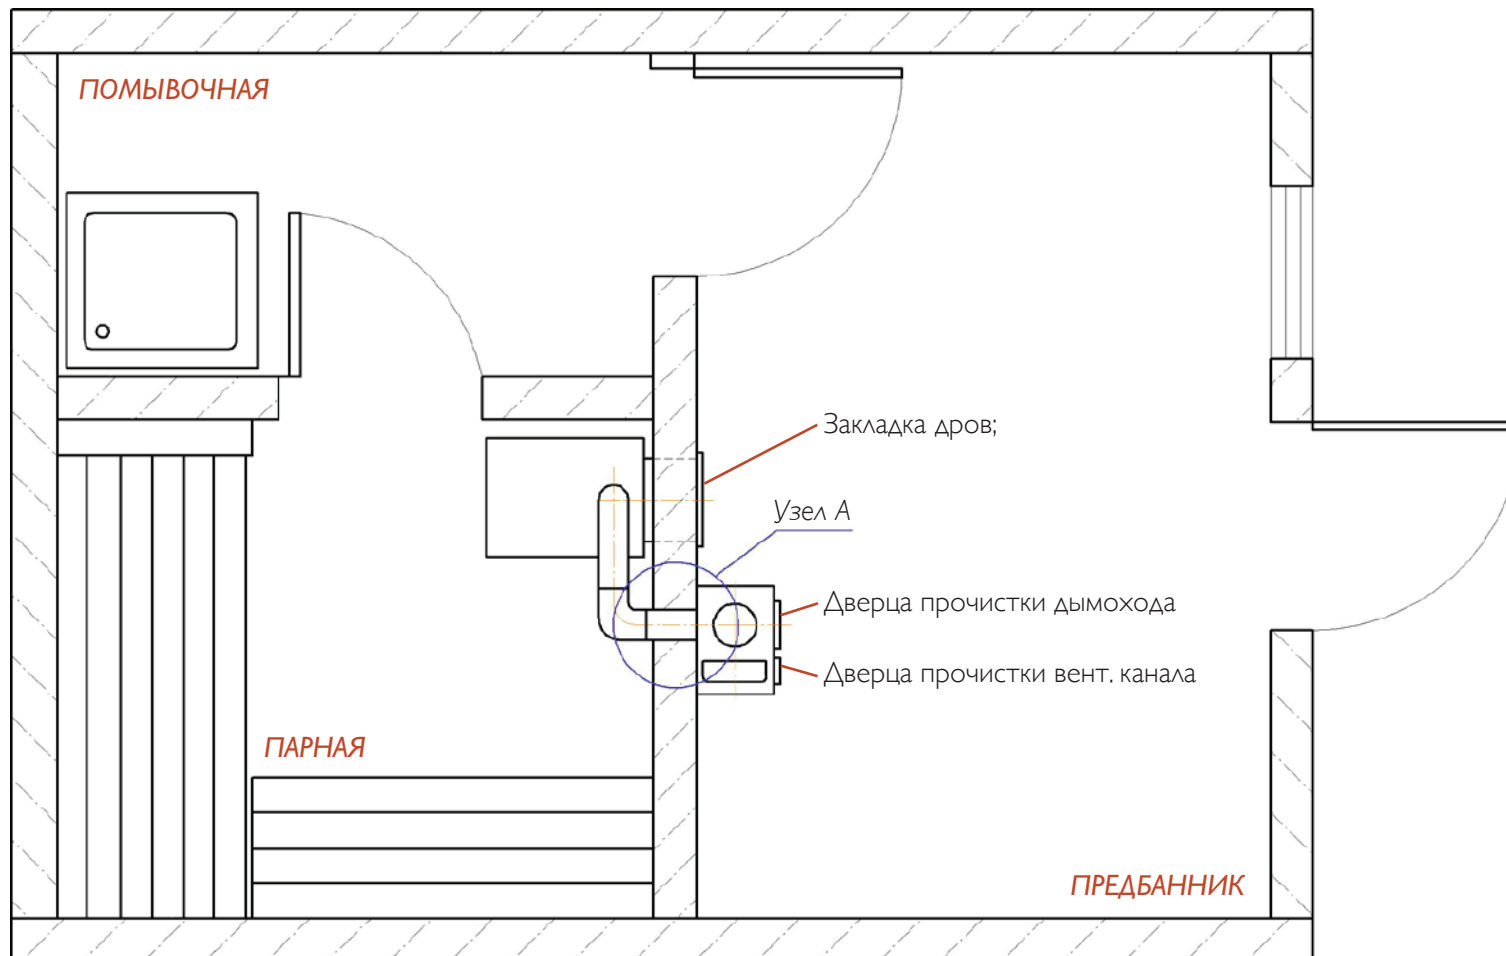 ПОМЫВОЧНАЯ
Закладка дров;
Узел А
Дверца прочистки дымохода
Дверца прочистки вент. канала
ПАРНАЯ
ПРЕДБАННИК